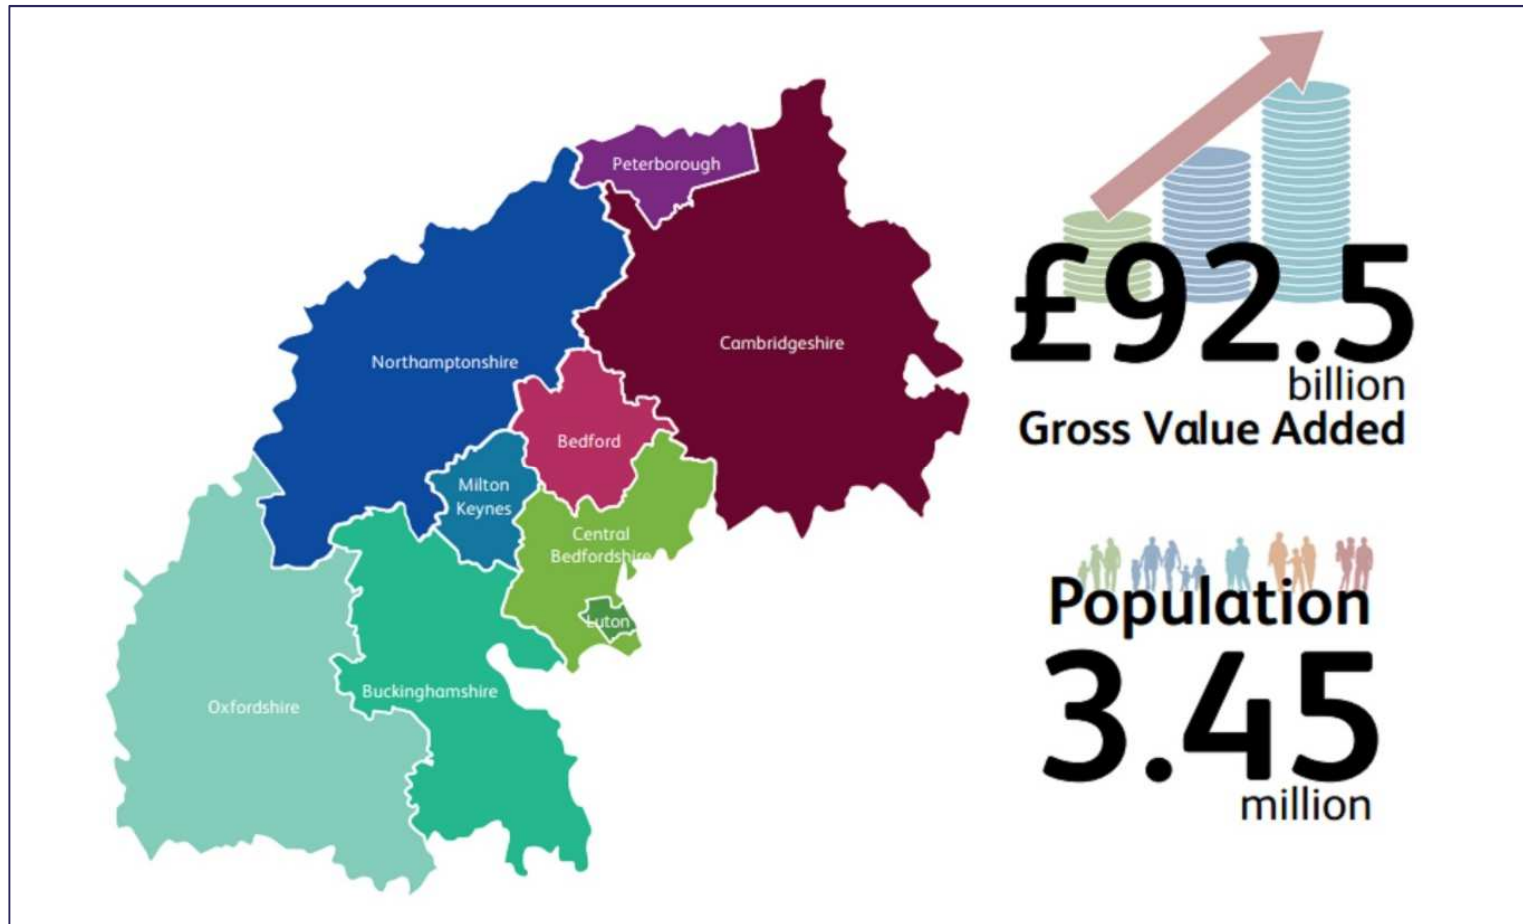 Peterborough
Cambridgeshire
Northamptonshire
Bedford
Milton
Keynes
Central
Bedfordshire
Luton
Buckinghamshire
Oxfordshire
£92.5
billion
Gross Value Added
Population
3.45
million